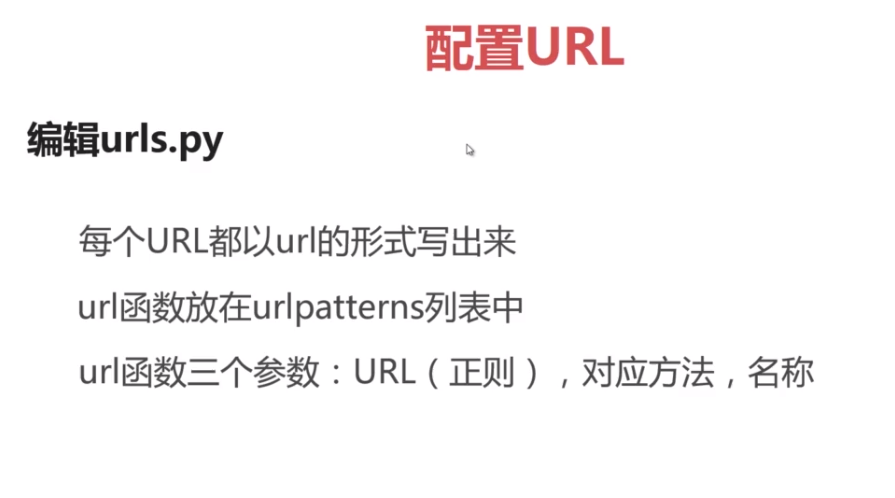 配置URL
编辑urls.py
每个URL都以url的形式写出来
url函数放在urlpatterns列表中
url函数三个参数：URL（正则），对应方法，名称